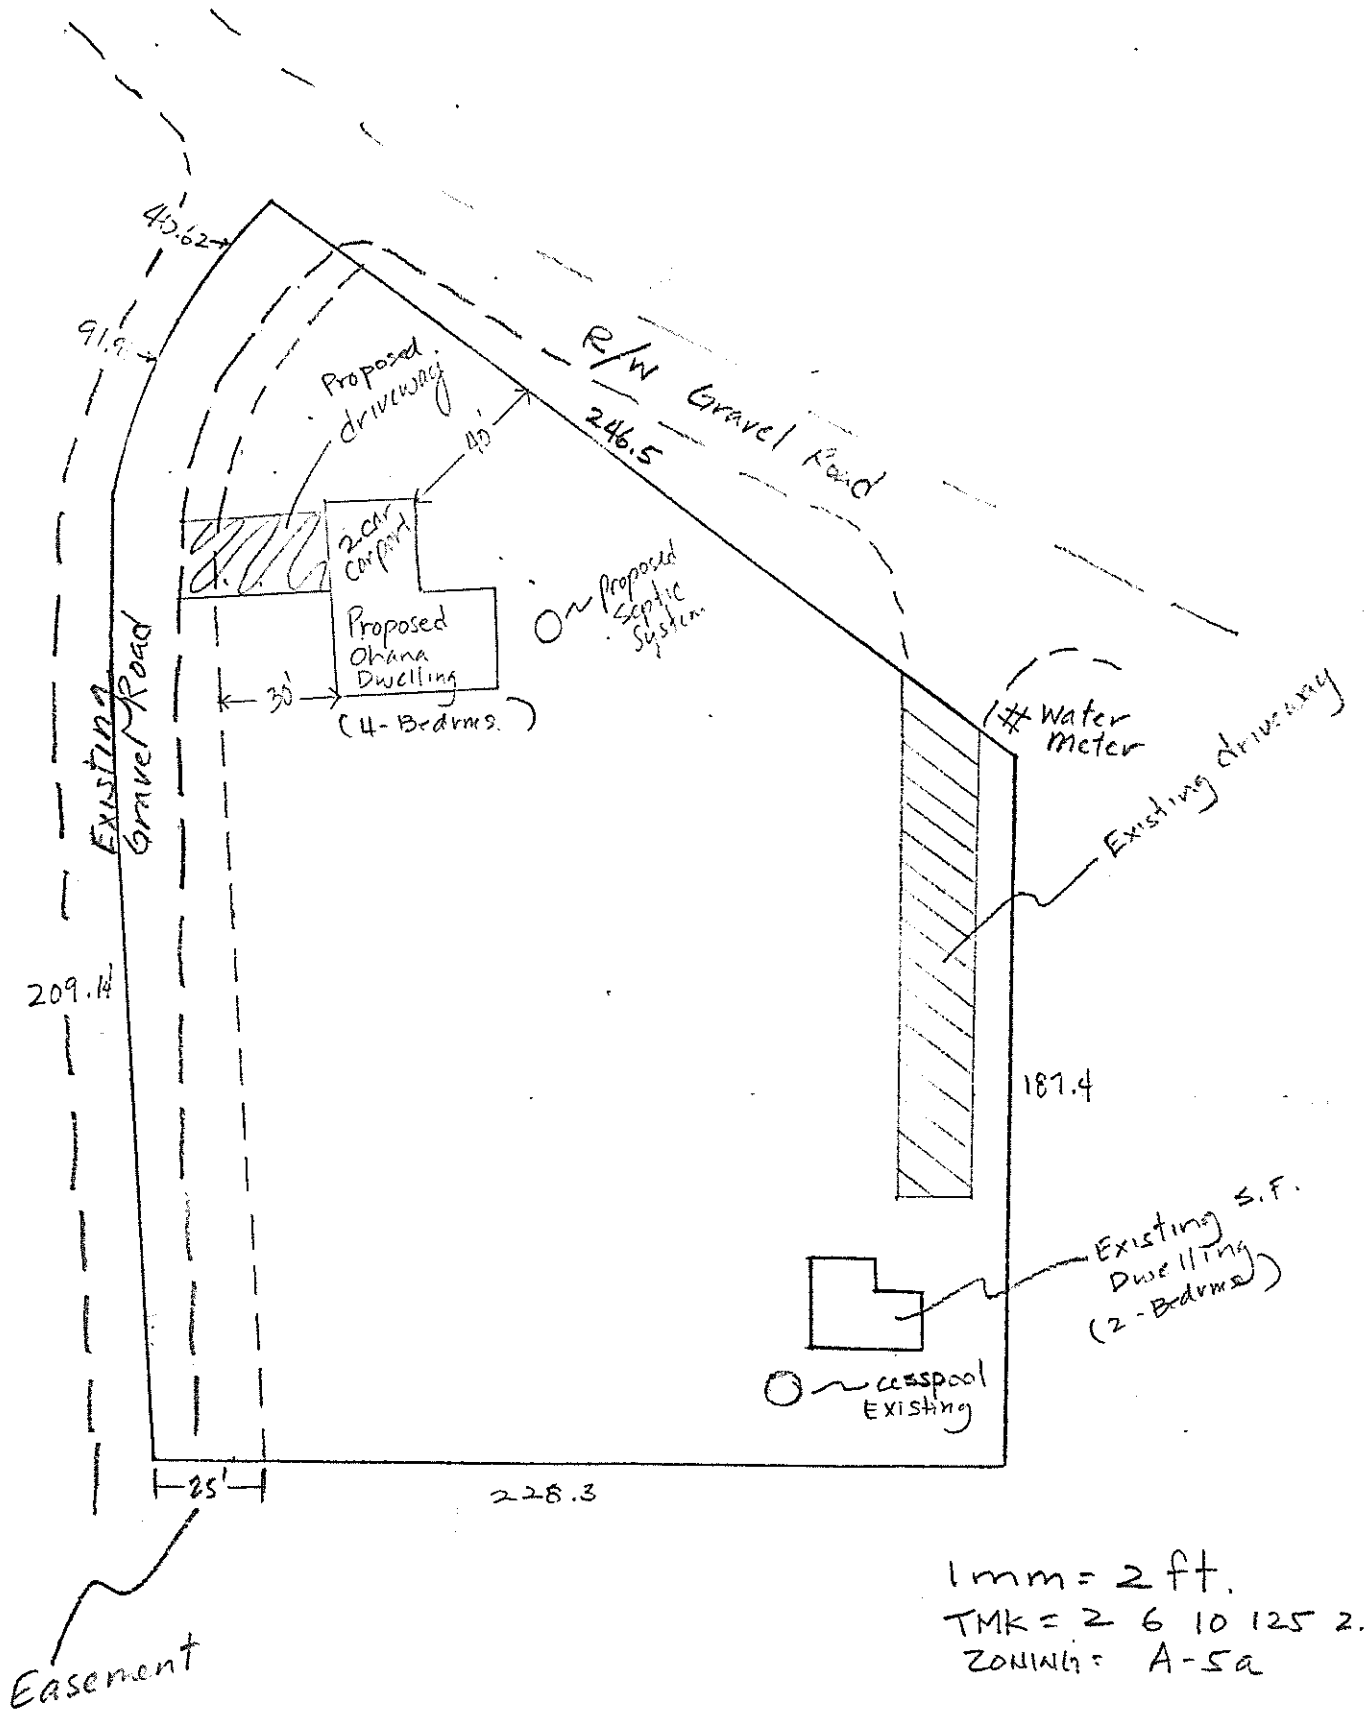 40.62
91.9
Proposed
driveway
40'
R/W Gravel Road
246.5
2 car
carport
Proposed
Ohana
Dwelling
(4-Bedrms.)
Proposed
Septic
System
30'
Existing
Gravel Road
# Water
Meter
Existing driveway
209.14
187.4
Existing S.F.
Dwelling
(2-Bedrms)
cesspool
Existing
25'
228.3
Easement
1mm = 2 ft.
TMK = 2 6 10 125 2.
ZONING = A-5a